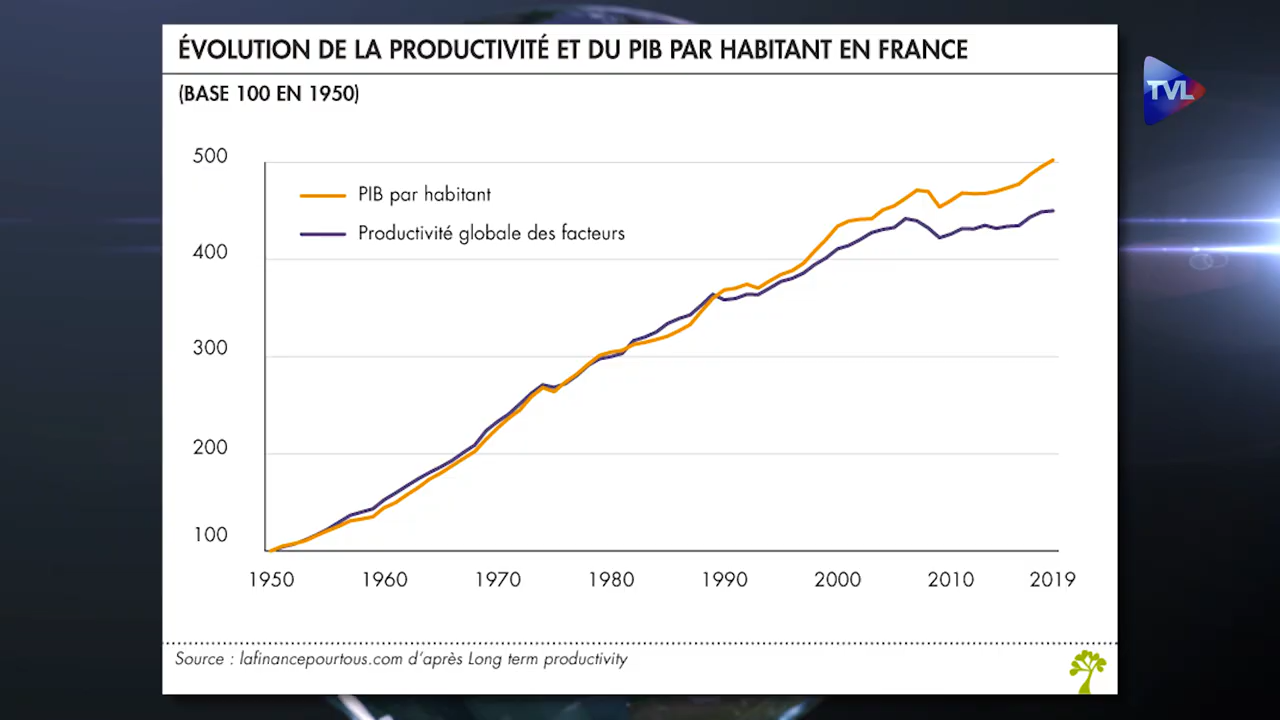 ÉVOLUTION DE LA PRODUCTIVITÉ ET DU PIB PAR HABITANT EN FRANCE
(BASE 100 EN 1950)
TVL
500
PIB par habitant
Productivité globale des facteurs
400
300
200
100
1950 1960 1970 1980 1990 2000 2010 2019
Source : lafinancepourtous.com d'après Long term productivity